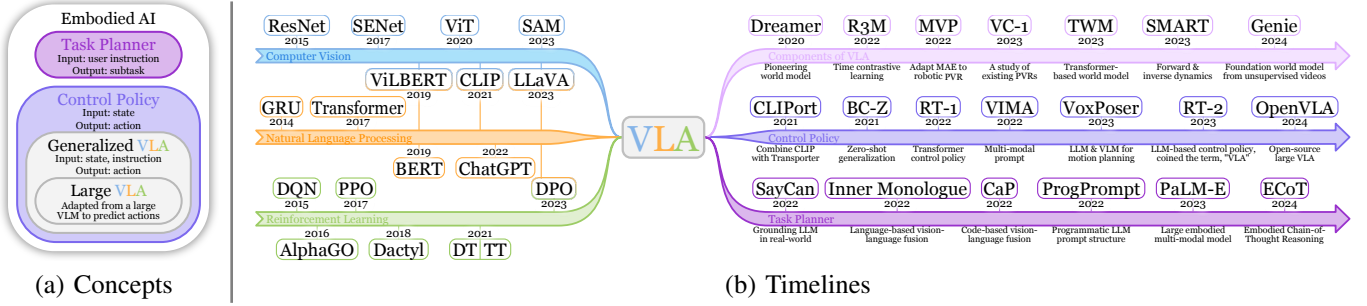 Embodied AI
Task Planner
Input: user instruction
Output: subtask
Control Policy
Input: state
Output: action
Generalized VLA
Input: state, instruction
Output: action
Large VLA
Adapted from a large
VLM to predict actions
(a) Concepts
ResNet SENet ViT SAM
2015 2017 2020 2023
Computer Vision
ViLBERT CLIP LLaVA
2019 2021 2023
GRU Transformer
2014 2017
Natural Language Processing
2019 2022
BERT ChatGPT
DQN PPO DPO
2015 2017 2023
Reinforcement Learning
2016 2018 2021
AlphaGO Dactyl DT TT
VLA
Dreamer R3M MVP VC-1 TWM SMART Genie
2020 2022 2022 2023 2023 2023 2024
Components of VLA
Pioneering Time contrastive Adapt MAE to A study of Transformer- Forward & Foundation world model
world model learning robotic PVR existing PVRs based world model inverse dynamics from unsupervised videos
CLIPort BC-Z RT-1 VIMA VoxPoser RT-2 OpenVLA
2021 2021 2022 2022 2023 2023 2024
Control Policy
Combine CLIP Zero-shot Transformer Multi-modal LLM & VLM for LLM-based control policy, Open-source
with Transporter generalization control policy prompt motion planning coined the term, "VLA" large VLA
SayCan Inner Monologue CaP ProgPrompt PaLM-E ECoT
2022 2022 2022 2022 2023 2024
Task Planner
Grounding LLM Language-based vision- Code-based vision- Programmatic LLM Large embodied Embodied Chain-of-
in real-world language fusion language fusion prompt structure multi-modal model Thought Reasoning
(b) Timelines